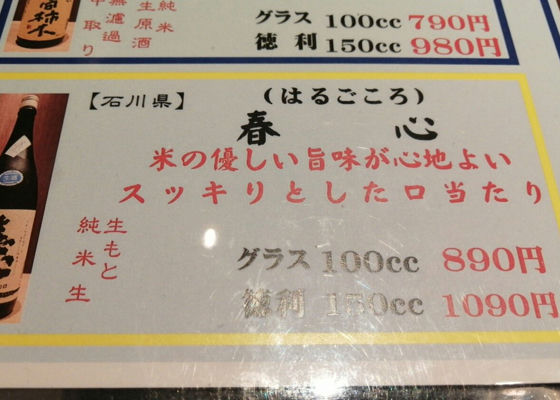 純米
生原酒
無濾過
中取り
グラス 100cc 790円
徳利 150cc 980円
【石川県】
(はるごころ)
春心
米の優しい旨味が心地よい
スッキリとした口当たり
生もと
純米生
グラス 100cc 890円
徳利 150cc 1090円